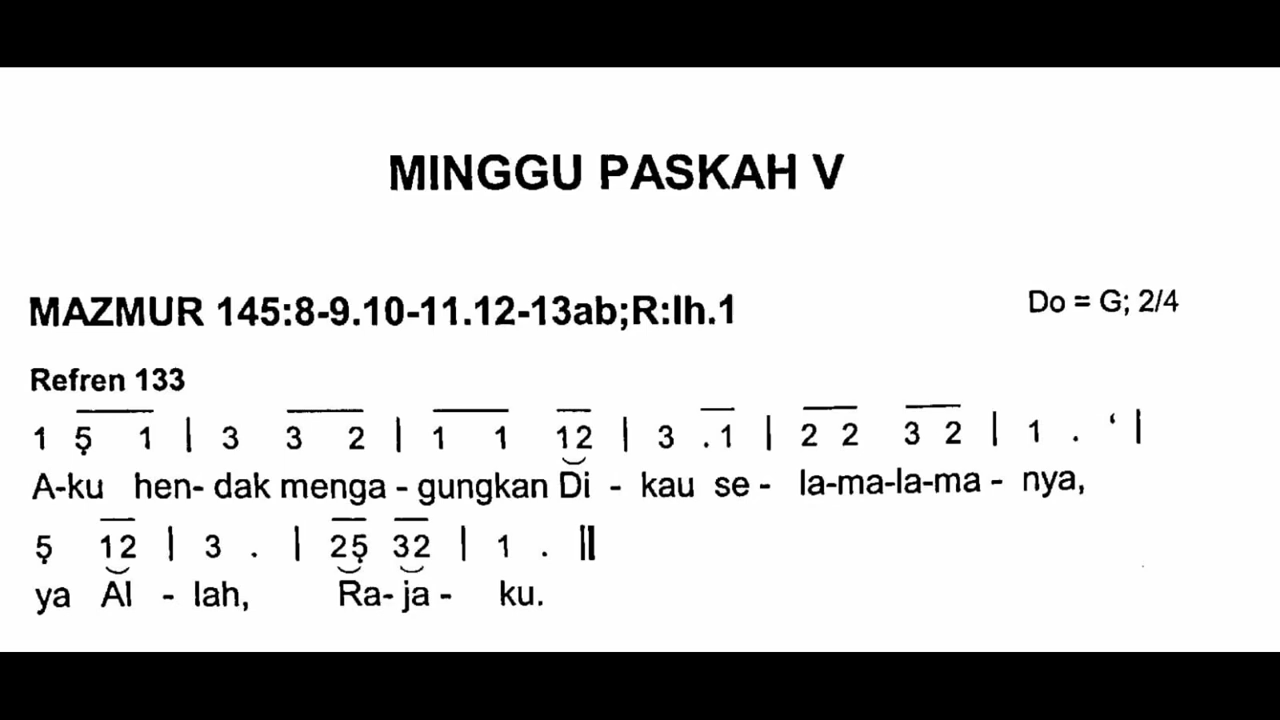 MINGGU PASKAH V
MAZMUR 145:8-9.10-11.12-13ab;R:lh.1
Do = G; 2/4
Refren 133
1 5̣ 1 | 3 3 2 | 1 1 12 | 3 .1 | 2 2 3 2 | 1 . ‘ |
A-ku hen- dak menga - gungkan Di - kau se - la-ma-la-ma - nya,
5̣ 12 | 3 . | 25̣ 32 | 1 . ||
ya Al - lah, Ra- ja - ku.